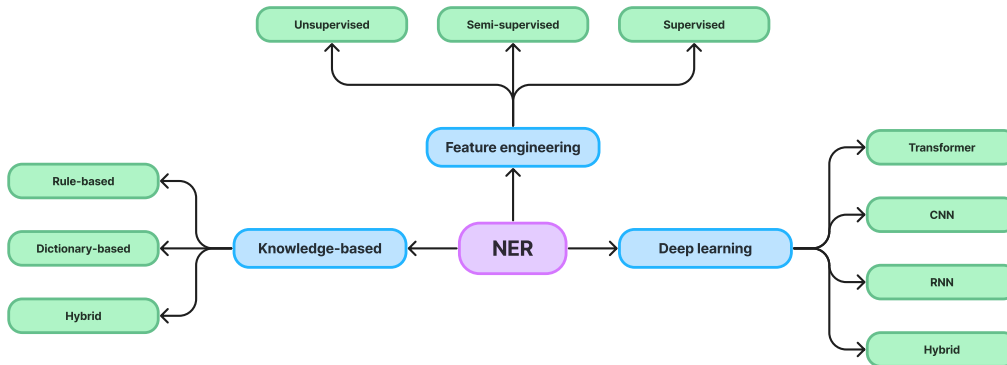 Unsupervised
Semi-supervised
Supervised
Feature engineering
Transformer
Rule-based
CNN
Dictionary-based
Knowledge-based
NER
Deep learning
RNN
Hybrid
Hybrid